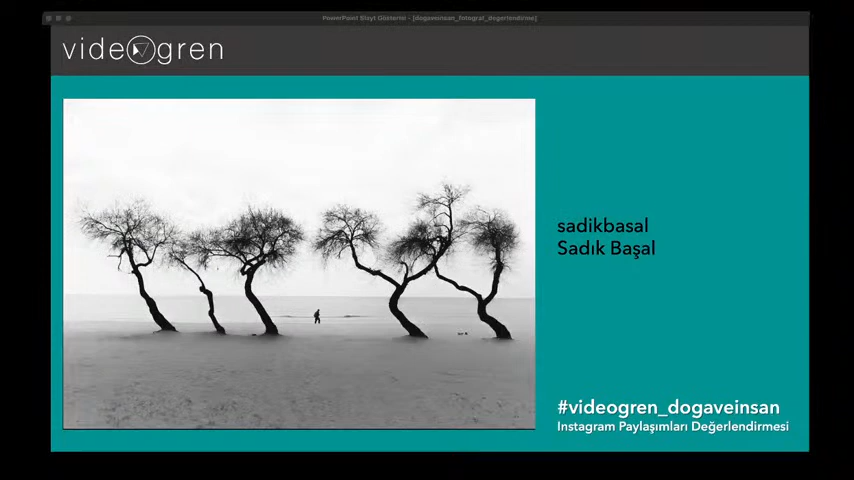 PowerPoint Slayt Gösterisi - [dogaveinsan_fotograf_degerlendirme]
videogren
sadikbasal
Sadık Başal
#videogren_dogaveinsan
Instagram Paylaşımları Değerlendirmesi